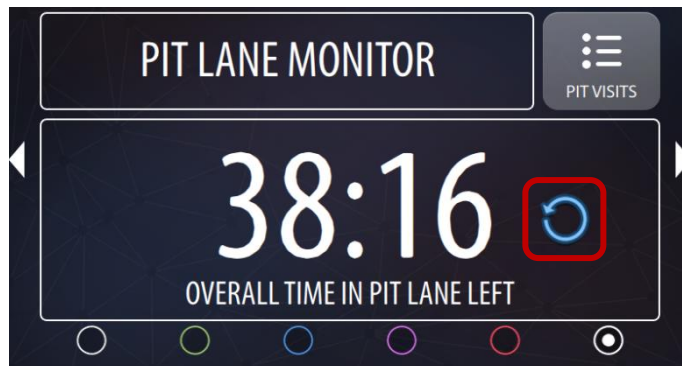 PIT LANE MONITOR
PIT VISITS
38:16
OVERALL TIME IN PIT LANE LEFT